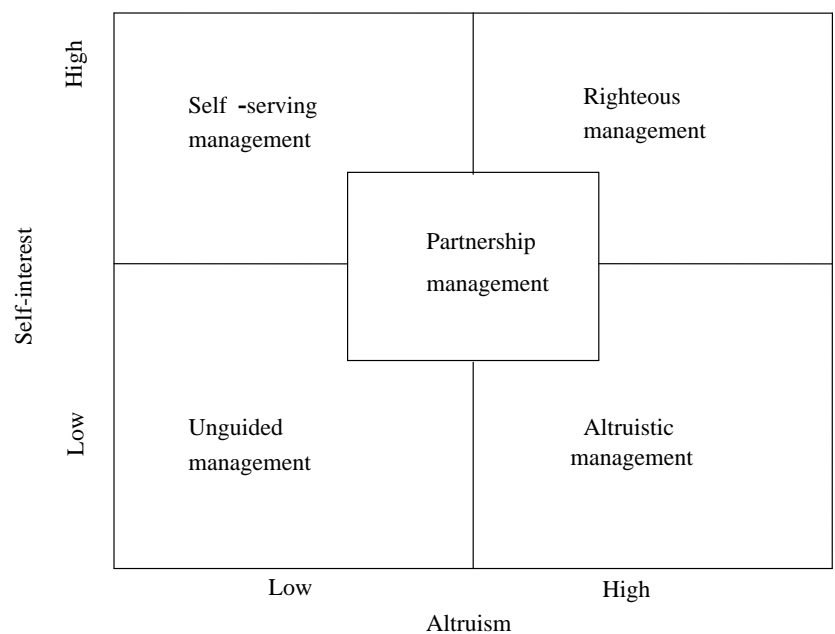 High
Self -serving
management
Righteous
management
Partnership
management
Self-interest
Low
Unguided
management
Altruistic
management
Low
High
Altruism